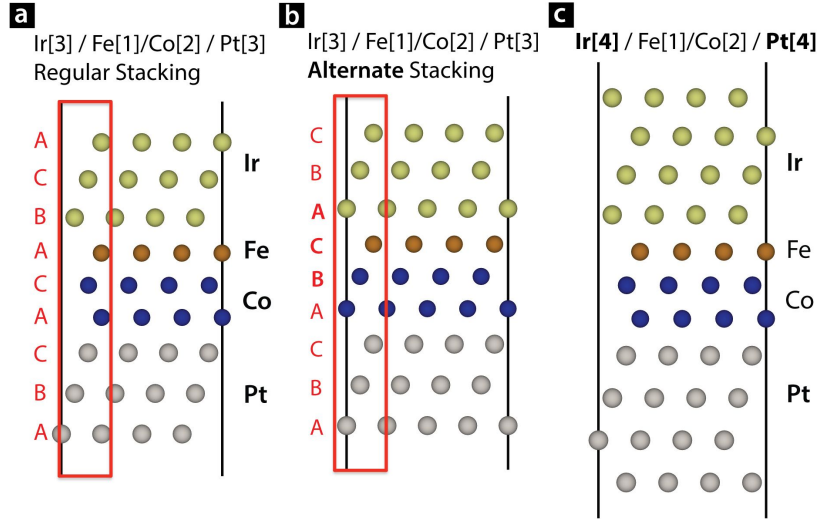 a
Ir[3] / Fe[1]/Co[2] / Pt[3]
Regular Stacking
A
C
B
A
C
A
C
B
A
Ir
Fe
Co
Pt
b
Ir[3] / Fe[1]/Co[2] / Pt[3]
Alternate Stacking
C
B
A
C
B
A
C
B
A
c
Ir[4] / Fe[1]/Co[2] / Pt[4]
Ir
Fe
Co
Pt